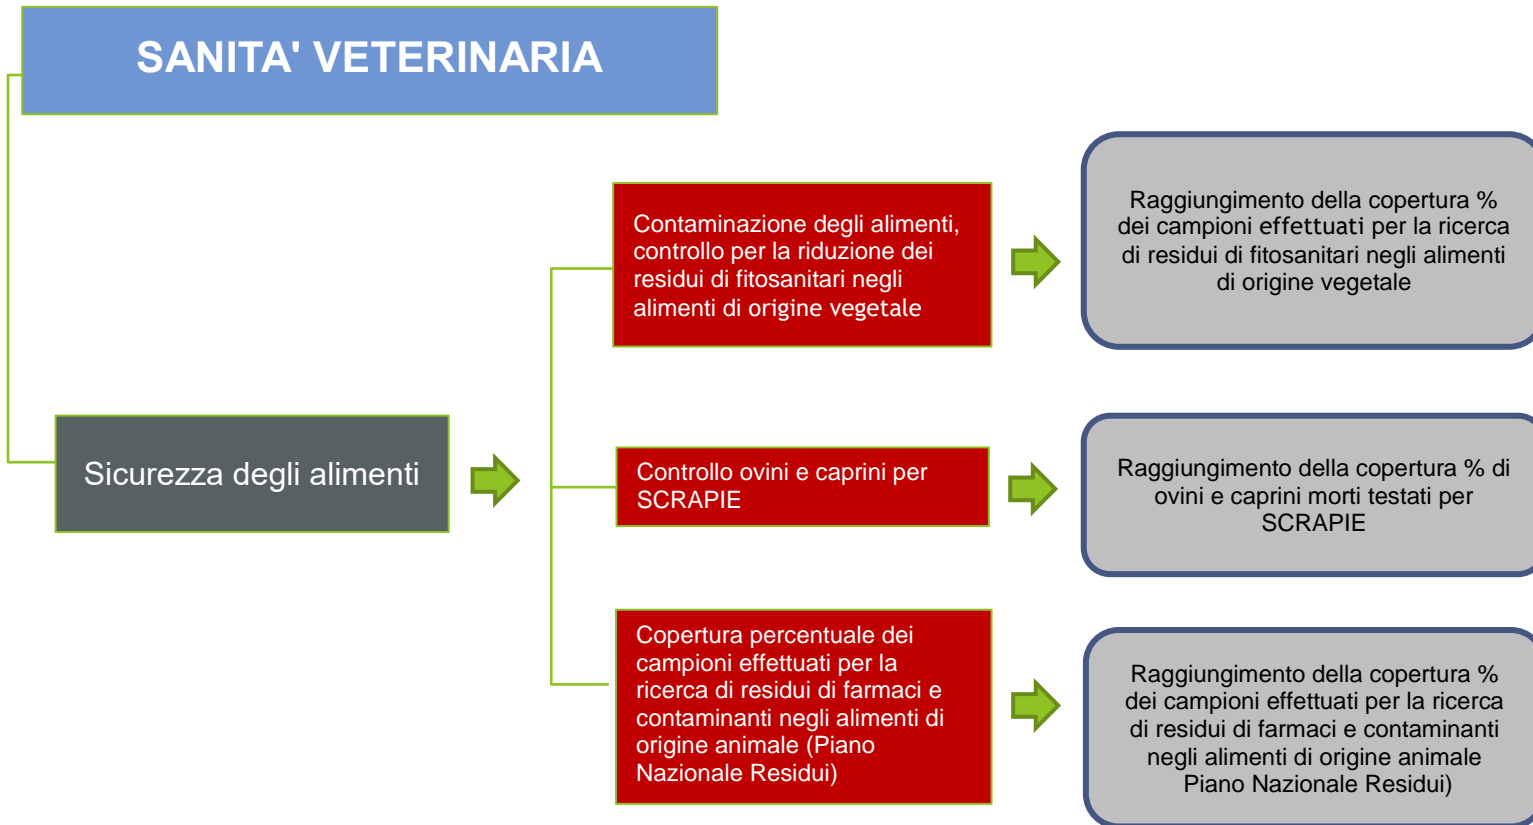 SANITA' VETERINARIA
Contaminazione degli alimenti,
controllo per la riduzione dei
residui di fitosanitari negli
alimenti di origine vegetale
Raggiungimento della copertura %
dei campioni effettuati per la ricerca
di residui di fitosanitari negli alimenti
di origine vegetale
Sicurezza degli alimenti
Controllo ovini e caprini per
SCRAPIE
Raggiungimento della copertura % di
ovini e caprini morti testati per
SCRAPIE
Copertura percentuale dei
campioni effettuati per la
ricerca di residui di farmaci e
contaminanti negli alimenti di
origine animale (Piano
Nazionale Residui)
Raggiungimento della copertura %
dei campioni effettuati per la ricerca
di residui di farmaci e contaminanti
negli alimenti di origine animale
Piano Nazionale Residui)